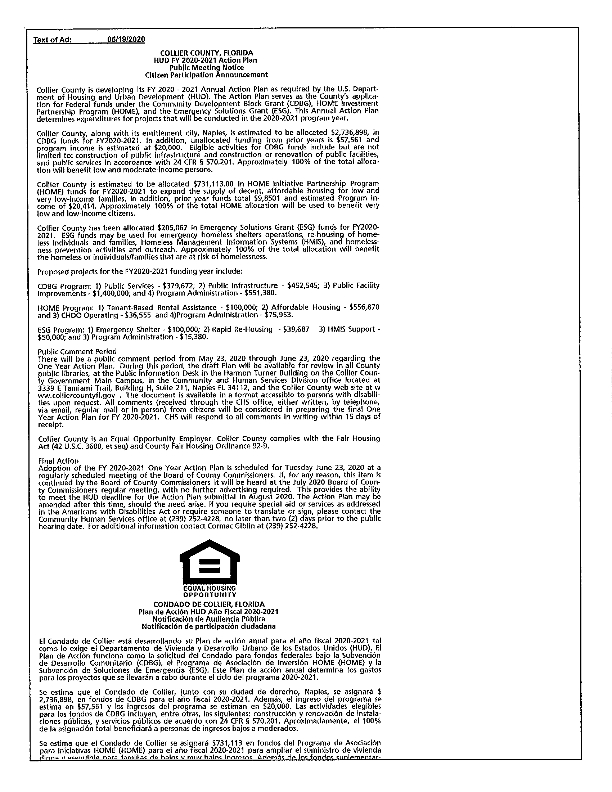 Text of Ad: 06/19/2020
COLLIER COUNTY, FLORIDA
HUD FY 2020-2021 Action Plan
Public Meeting Notice
Citizen Participation Announcement
Collier County is developing its FY 2020 - 2021 Annual Action Plan as required by the U.S. Depart-
ment of Housing and Urban Development (HUD). The Action Plan serves as the County's applica-
tion for Federal funds under the Community Development Block Grant (CDBG), HOME Investment
Partnership Program (HOME), and the Emergency Solutions Grant (ESG). This Annual Action Plan
determines expenditures for projects that will be conducted in the 2020-2021 program year.
Collier County, along with its entitlement city, Naples, is estimated to be allocated $2,736,898, in
CDBG funds for FY2020-2021. In addition, unallocated funding from prior years is $57,561 and
program income is estimated at $20,000. Eligible activities for CDBG funds include but are not
limited to: construction of public infrastructure and construction or renovation of public facilities,
and public services in accordance with 24 CFR § 570.201. Approximately 100% of the total alloca-
tion will benefit low and moderate income persons.
Collier County is estimated to be allocated $731,113.00 in HOME Initiative Partnership Program
(HOME) funds for FY2020-2021 to expand the supply of decent, affordable housing for low and
very low-income families. In addition, prior year funds total $9,8501 and estimated Program In-
come of $20,414. Approximately 100% of the total HOME allocation will be used to benefit very
low and low-income citizens.
Collier County has been allocated $205,067 in Emergency Solutions Grant (ESG) funds for FY2020-
2021. ESG funds may be used for emergency homeless shelters operations, re-housing of home-
less individuals and families, Homeless Management Information Systems (HMIS), and homeless-
ness prevention activities and outreach. Approximately 100% of the total allocation will benefit
the homeless or individuals/families that are at risk of homelessness.
Proposed projects for the FY2020-2021 funding year include:
CDBG Program: 1) Public Services - $379,672; 2) Public Infrastructure - $452,545; 3) Public Facility
Improvements - $1,400,000; and 4) Program Administration - $551,380.
HOME Program: 1) Tenant-Based Rental Assistance - $100,000; 2) Affordable Housing - $556,870
and 3) CHDO Operating - $36,555 and 4)Program Administration - $75,953.
ESG Program: 1) Emergency Shelter - $100,000; 2) Rapid Re-Housing - $39,687 3) HMIS Support -
$50,000; and 3) Program Administration - $15,380.
Public Comment Period
There will be a public comment period from May 23, 2020 through June 23, 2020 regarding the
One Year Action Plan. During this period, the draft Plan will be available for review in all County
public libraries, at the Public Information Desk in the Harmon Turner Building on the Collier Coun-
ty Government Main Campus, in the Community and Human Services Division office located at
3339 E Tamiami Trail, Building H, Suite 211, Naples FL 34112, and the Collier County web site at w
ww.colliercountyfl.gov . The document is available in a format accessible to persons with disabili-
ties upon request. All comments (received through the CHS office, either written, by telephone,
via email, regular mail or in person) from citizens will be considered in preparing the final One
Year Action Plan for FY 2020-2021. CHS will respond to all comments in writing within 15 days of
receipt.
Collier County is an Equal Opportunity Employer. Collier County complies with the Fair Housing
Act (42 U.S.C. 3600, et seq) and County Fair Housing Ordinance 92-9.
Final Action
Adoption of the FY 2020-2021 One Year Action Plan is scheduled for Tuesday June 23, 2020 at a
regularly scheduled meeting of the Board of County Commissioners. If, for any reason, this item is
continued by the Board of County Commissioners it will be heard at the July 2020 Board of Coun-
ty Commissioners regular meeting, with no further advertising required. This provides the ability
to meet the HUD deadline for the Action Plan submittal in August 2020. The Action Plan may be
amended after this time, should the need arise. If you require special aid or services as addressed
in the Americans with Disabilities Act or require someone to translate or sign, please contact the
Community Human Services office at (239) 252-4228, no later than two (2) days prior to the public
hearing date. For additional information contact Cormac Giblin at (239) 252-4228.
EQUAL HOUSING
OPPORTUNITY
CONDADO DE COLLIER, FLORIDA
Plan de Acción HUD Año Fiscal 2020-2021
Notificación de Audiencia Pública
Notificación de participación ciudadana
El Condado de Collier está desarrollando su Plan de acción anual para el año fiscal 2020-2021 tal
como lo exige el Departamento de Vivienda y Desarrollo Urbano de los Estados Unidos (HUD). El
Plan de Acción funciona como la solicitud del Condado para fondos federales bajo la Subvención
de Desarrollo Comunitario (CDBG), el Programa de Asociación de Inversión HOME (HOME) y la
Subvención de Soluciones de Emergencia (ESG). Este Plan de acción anual determina los gastos
para los proyectos que se llevarán a cabo durante el ciclo del programa 2020-2021.
Se estima que el Condado de Collier, junto con su ciudad de derecho, Naples, se asignará $
2,736,898, en fondos de CDBG para el año fiscal 2020-2021. Además, el ingreso del programa se
estima en $57,561 y los ingresos del programa se estiman en $20,000. Las actividades elegibles
para los fondos de CDBG incluyen, entre otras, las siguientes: construcción y renovación de instala-
ciones públicas, y servicios públicos de acuerdo con 24 CFR § 570.201. Aproximadamente, el 100%
de la asignación total beneficiará a personas de ingresos bajos a moderados.
Se estima que el Condado de Collier se asignará $731,113 en fondos del Programa de Asociación
para Iniciativas HOME (HOME) para el año fiscal 2020-2021 para ampliar el suministro de vivienda
digna y asequible para familias de bajos y muy bajos ingresos. Además de los fondos suplementar-